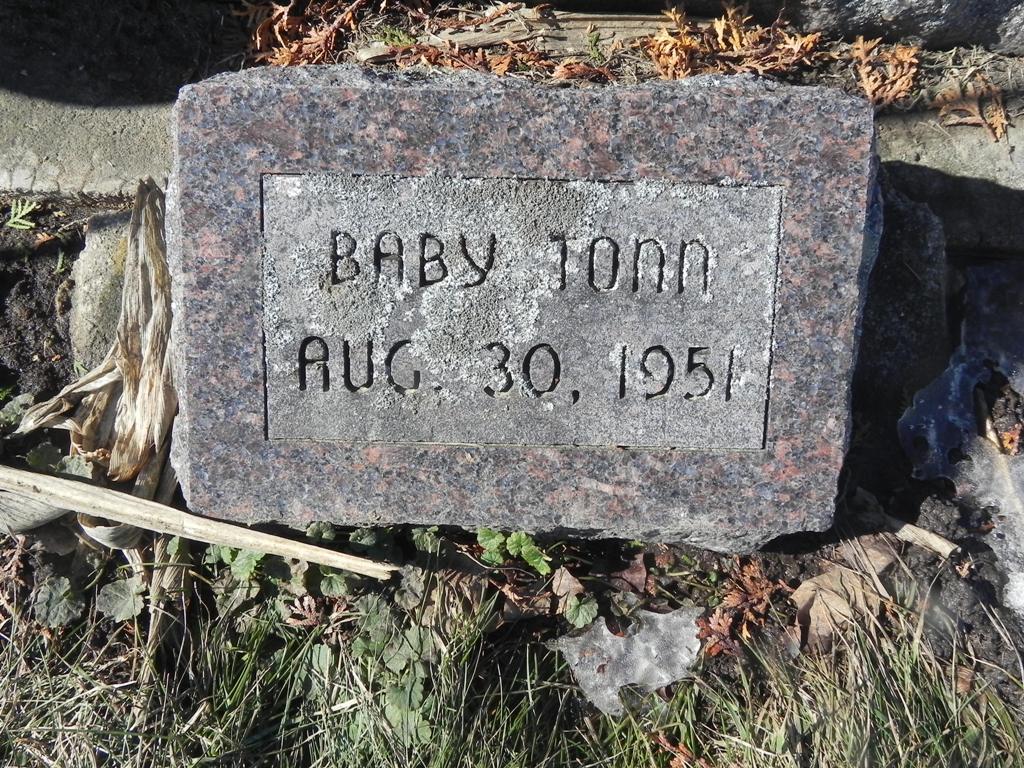 BABY TONN
AUG. 30, 1951